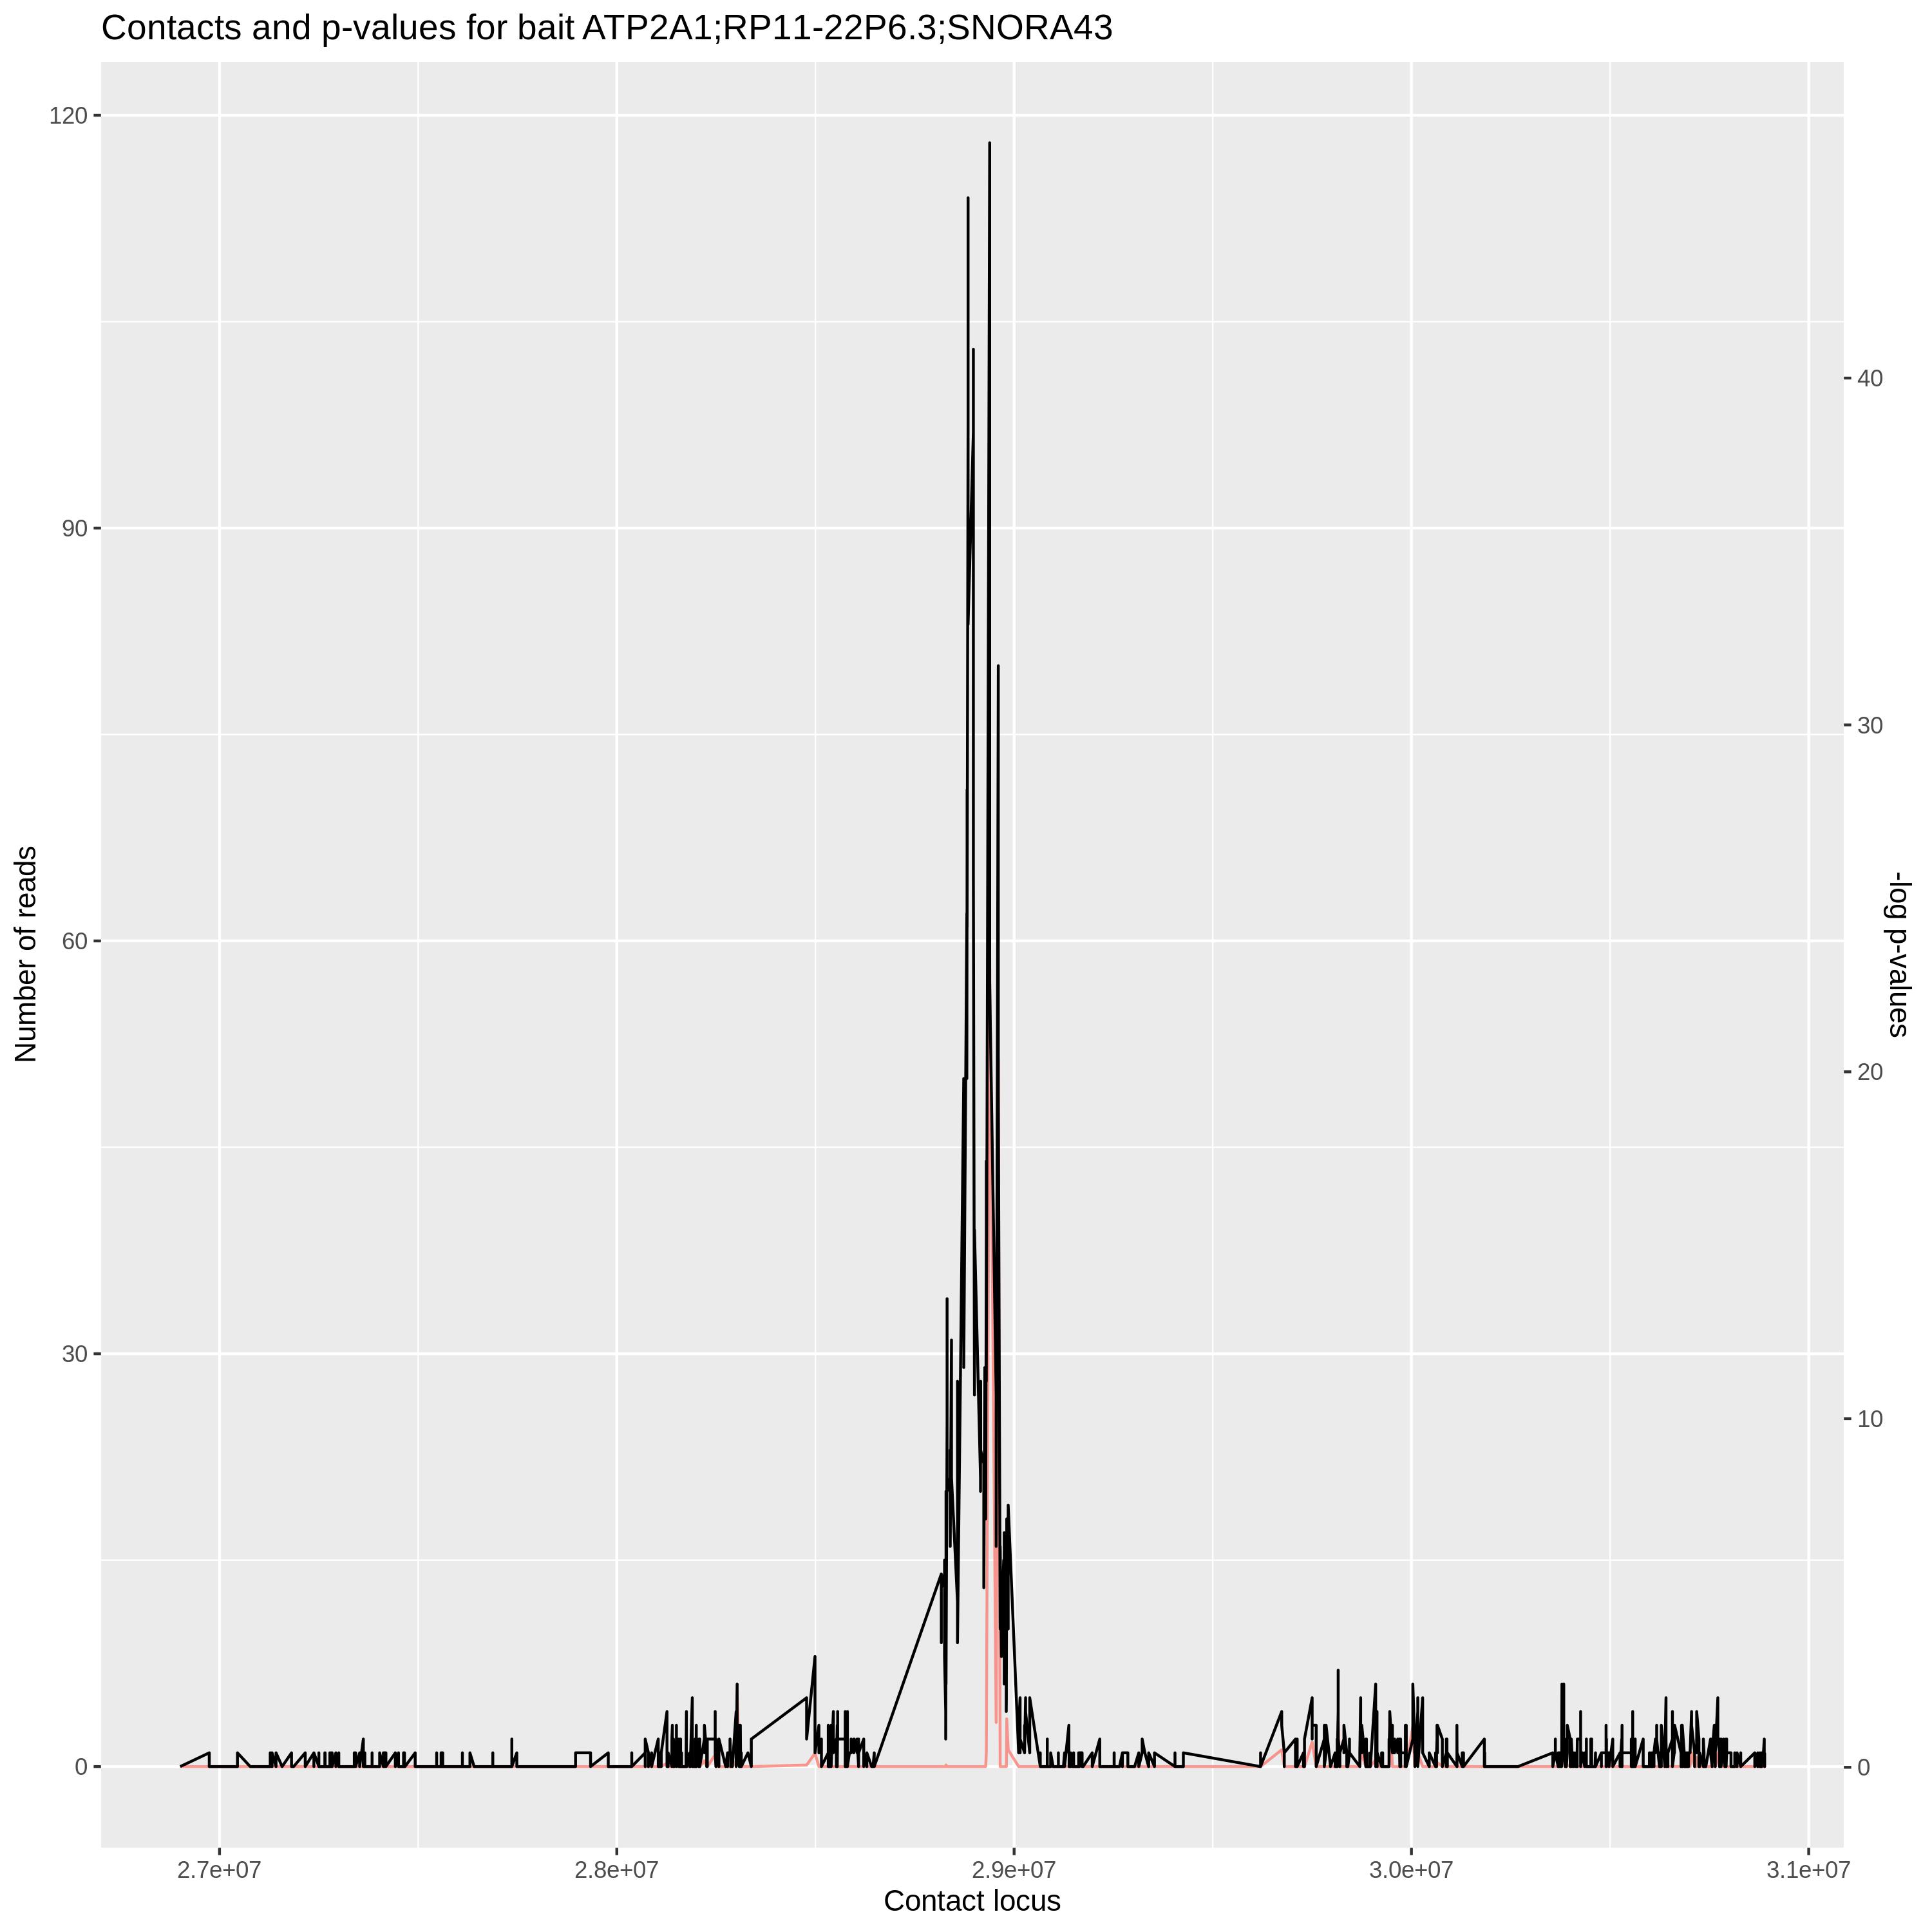 Contacts and p-values for bait ATP2A1;RP11-22P6.3;SNORA43
120
90
60
30
0
Number of reads
40
30
20
10
0
-log p-values
2.7e+07 2.8e+07 2.9e+07 3.0e+07 3.1e+07
Contact locus